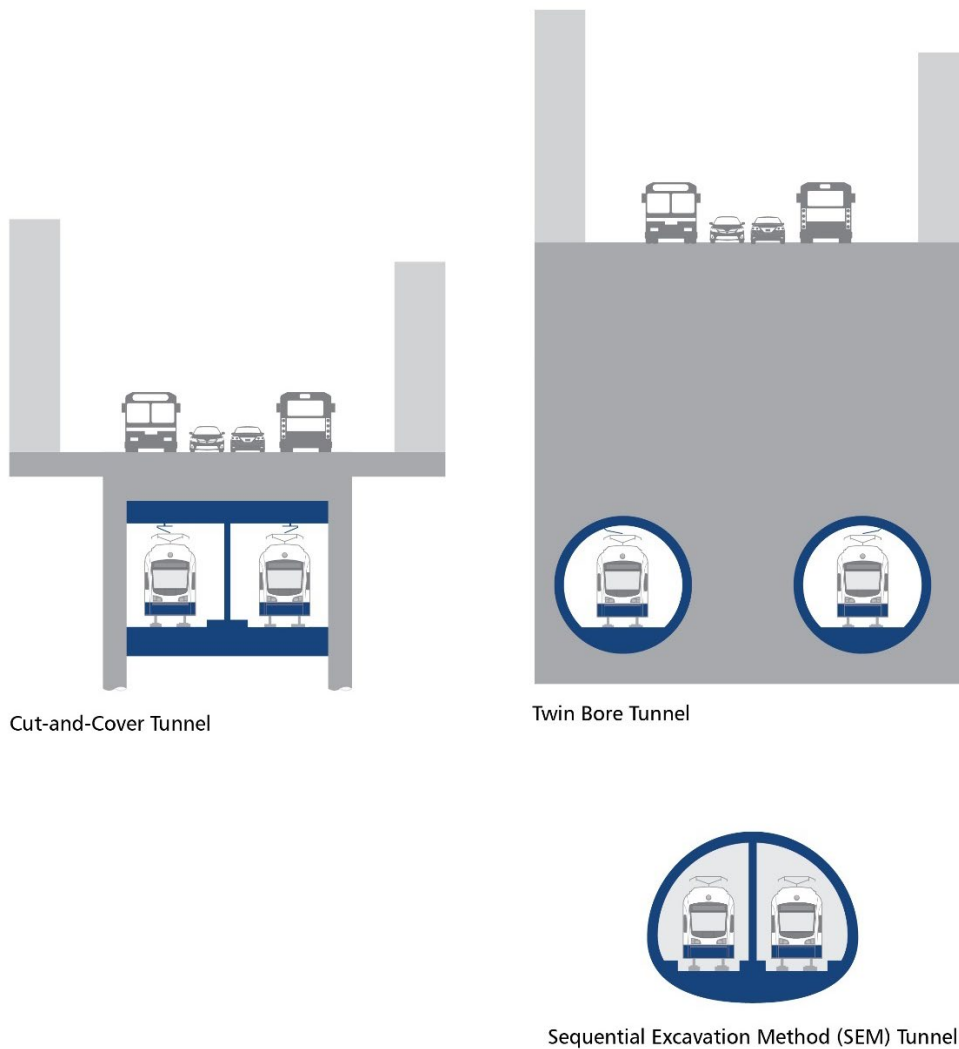 Cut-and-Cover Tunnel
Twin Bore Tunnel
Sequential Excavation Method (SEM) Tunnel